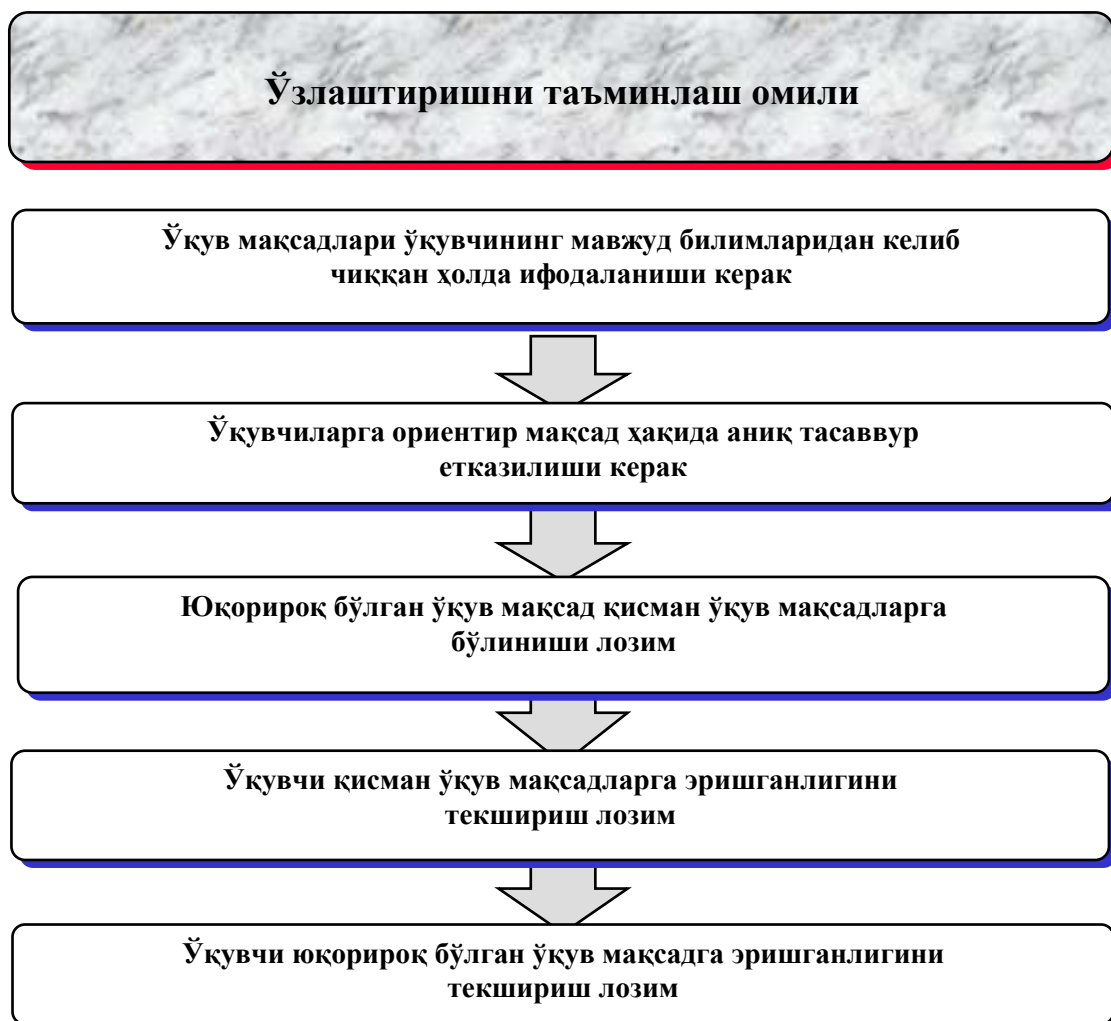 Ўзлаштиришни таъминлаш омили
Ўқув мақсадлари ўқувчининг мавжуд билимларидан келиб
чиққан ҳолда ифодаланиши керак
Ўқувчиларга ориентир мақсад ҳақида аниқ тасаввур
етказилиши керак
Юқорироқ бўлган ўқув мақсад қисман ўқув мақсадларга
бўлиниши лозим
Ўқувчи қисман ўқув мақсадларга эришганлигини
текшириш лозим
Ўқувчи юқорироқ бўлган ўқув мақсадга эришганлигини
текшириш лозим